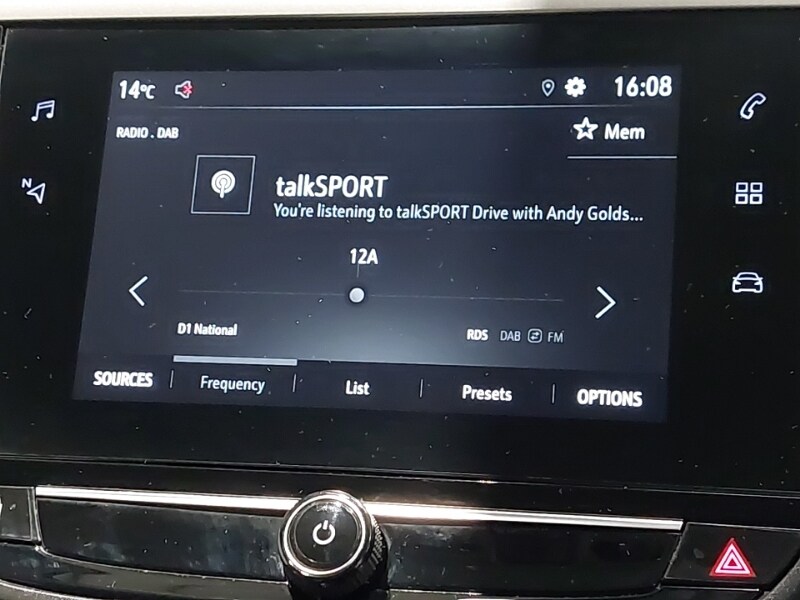 14°C 16:08
RADIO . DAB
Mem
N
talkSPORT
You're listening to talkSPORT Drive with Andy Golds...
12A
D1 National
RDS DAB FM
SOURCES Frequency List Presets OPTIONS